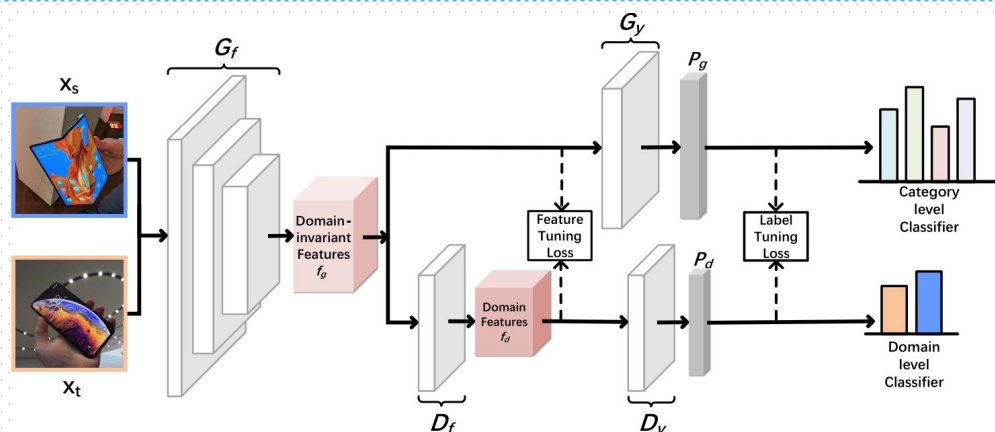 G_f
G_y
P_g
X_s
Domain-
invariant
Features
f_g
Feature
Tuning
Loss
Label
Tuning
Loss
Category
level
Classifier
P_d
Domain
Features
f_d
X_t
Domain
level
Classifier
D_f
D_y